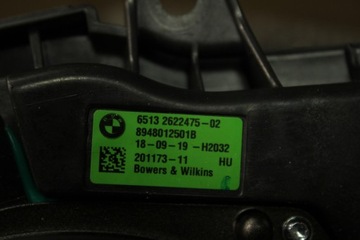 6513 2622475-02
8948012501B
18-09-19 -H2032
201173-11 HU
Bowers & Wilkins